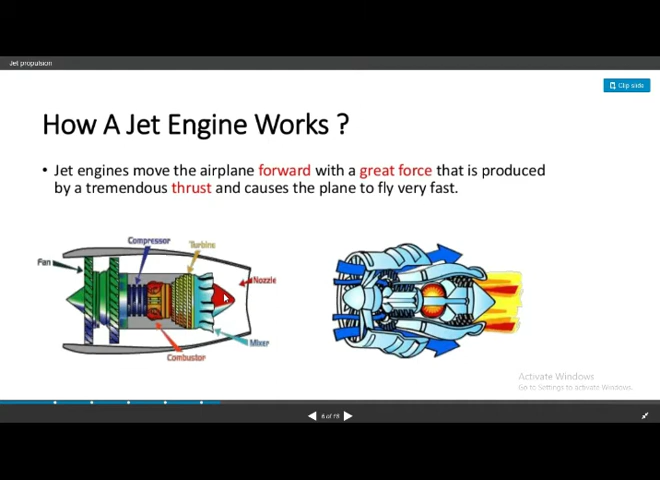 Jet propulsion
Clip slide
How A Jet Engine Works ?
• Jet engines move the airplane forward with a great force that is produced
by a tremendous thrust and causes the plane to fly very fast.
Compressor
Turbine
Fan
Nozzle
Mixer
Combustor
Activate Windows
Go to Settings to activate Windows.
6 of 15